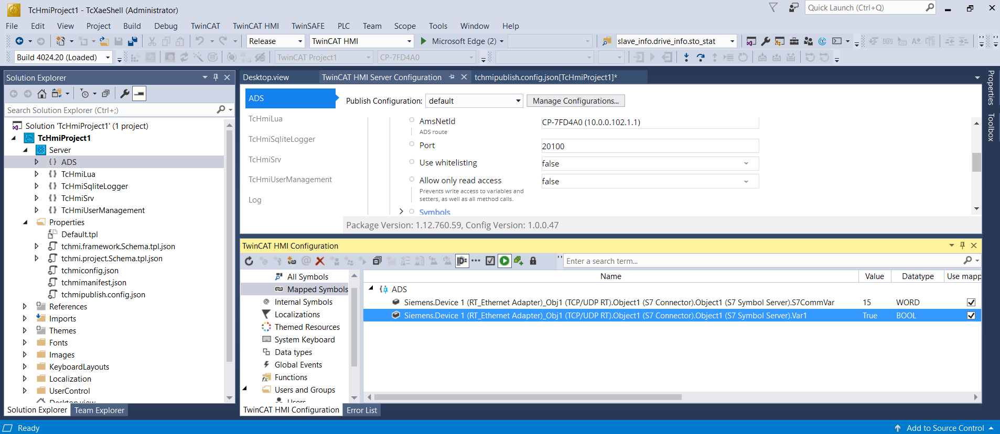 TcHmiProject1 - TcXaeShell (Administrator)
Quick Launch (Ctrl+Q)
File Edit View Project Build Debug TwinCAT TwinCAT HMI TwinSAFE PLC Team Scope Tools Window Help
Release TwinCAT HMI Microsoft Edge (2) slave_info.drive_info.sto_stat
Build 4024.20 (Loaded) TwinCAT Project1 CP-7FD4A0
Solution Explorer
Search Solution Explorer (Ctrl+;)
Solution 'TcHmiProject1' (1 project)
TcHmiProject1
Server
ADS
TcHmiLua
TcHmiSqliteLogger
TcHmiSrv
TcHmiUserManagement
Properties
Default.tpl
tchmi.framework.Schema.tpl.json
tchmi.project.Schema.tpl.json
tchmiconfig.json
tchmimanifest.json
tchmipublish.config.json
References
Imports
Themes
Fonts
Images
KeyboardLayouts
Localization
UserControl
Desktop.view
Solution Explorer Team Explorer
Desktop.view TwinCAT HMI Server Configuration tchmipublish.config.json[TcHmiProject1]*
ADS
TcHmiLua
TcHmiSqliteLogger
TcHmiSrv
TcHmiUserManagement
Log
Publish Configuration: default Manage Configurations...
AmsNetId CP-7FD4A0 (10.0.0.102.1.1)
ADS route
Port 20100
Use whitelisting false
Allow only read access false
Prevents write access to variables and
setters, as well as all method calls.
Symbols
Package Version: 1.12.760.59, Config Version: 1.0.0.47
Properties
Toolbox
TwinCAT HMI Configuration
Enter a search term...
All Symbols
Mapped Symbols
Internal Symbols
Localizations
Themed Resources
System Keyboard
Data types
Global Events
Functions
Users and Groups
Users
Name Value Datatype Use mapp
ADS
Siemens.Device 1 (RT_Ethernet Adapter)_Obj1 (TCP/UDP RT).Object1 (S7 Connector).Object1 (S7 Symbol Server).S7CommVar 15 WORD
Siemens.Device 1 (RT_Ethernet Adapter)_Obj1 (TCP/UDP RT).Object1 (S7 Connector).Object1 (S7 Symbol Server).Var1 True BOOL
TwinCAT HMI Configuration Error List
Ready
Add to Source Control